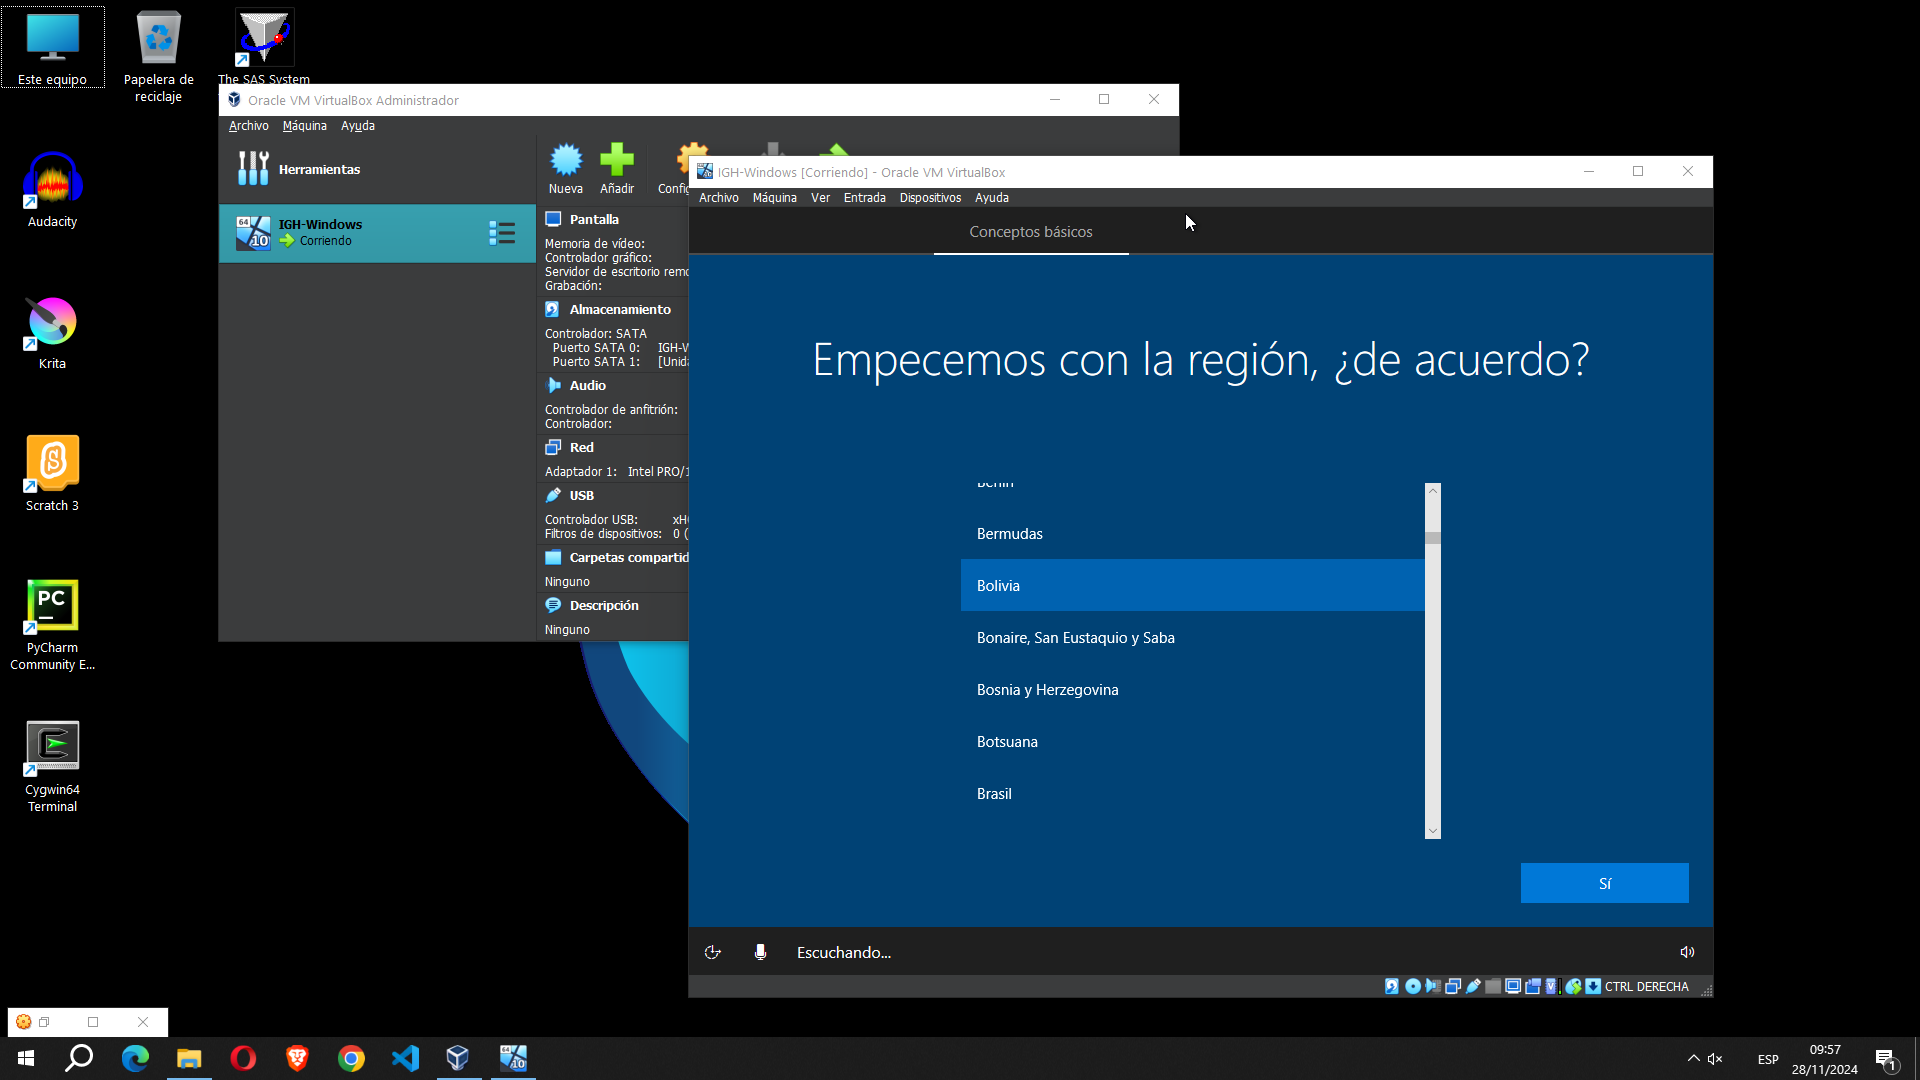 Este equipo
Papelera de
reciclaje
The SAS System
Audacity
Krita
Scratch 3
PyCharm
Community E...
Cygwin64
Terminal
Oracle VM VirtualBox Administrador
Archivo Máquina Ayuda
Herramientas
Nueva
Añadir
Config
IGH-Windows
Corriendo
Pantalla
Memoria de vídeo:
Controlador gráfico:
Servidor de escritorio remo
Grabación:
Almacenamiento
Controlador: SATA
Puerto SATA 0: IGH-W
Puerto SATA 1: [Unida
Audio
Controlador de anfitrión:
Controlador:
Red
Adaptador 1: Intel PRO/1
USB
Controlador USB: xH
Filtros de dispositivos: 0 (
Carpetas compartid
Ninguno
Descripción
Ninguno
IGH-Windows [Corriendo] - Oracle VM VirtualBox
Archivo Máquina Ver Entrada Dispositivos Ayuda
Conceptos básicos
Empecemos con la región, ¿de acuerdo?
Benín
Bermudas
Bolivia
Bonaire, San Eustaquio y Saba
Bosnia y Herzegovina
Botsuana
Brasil
Sí
Escuchando...
CTRL DERECHA
ESP
09:57
28/11/2024
1